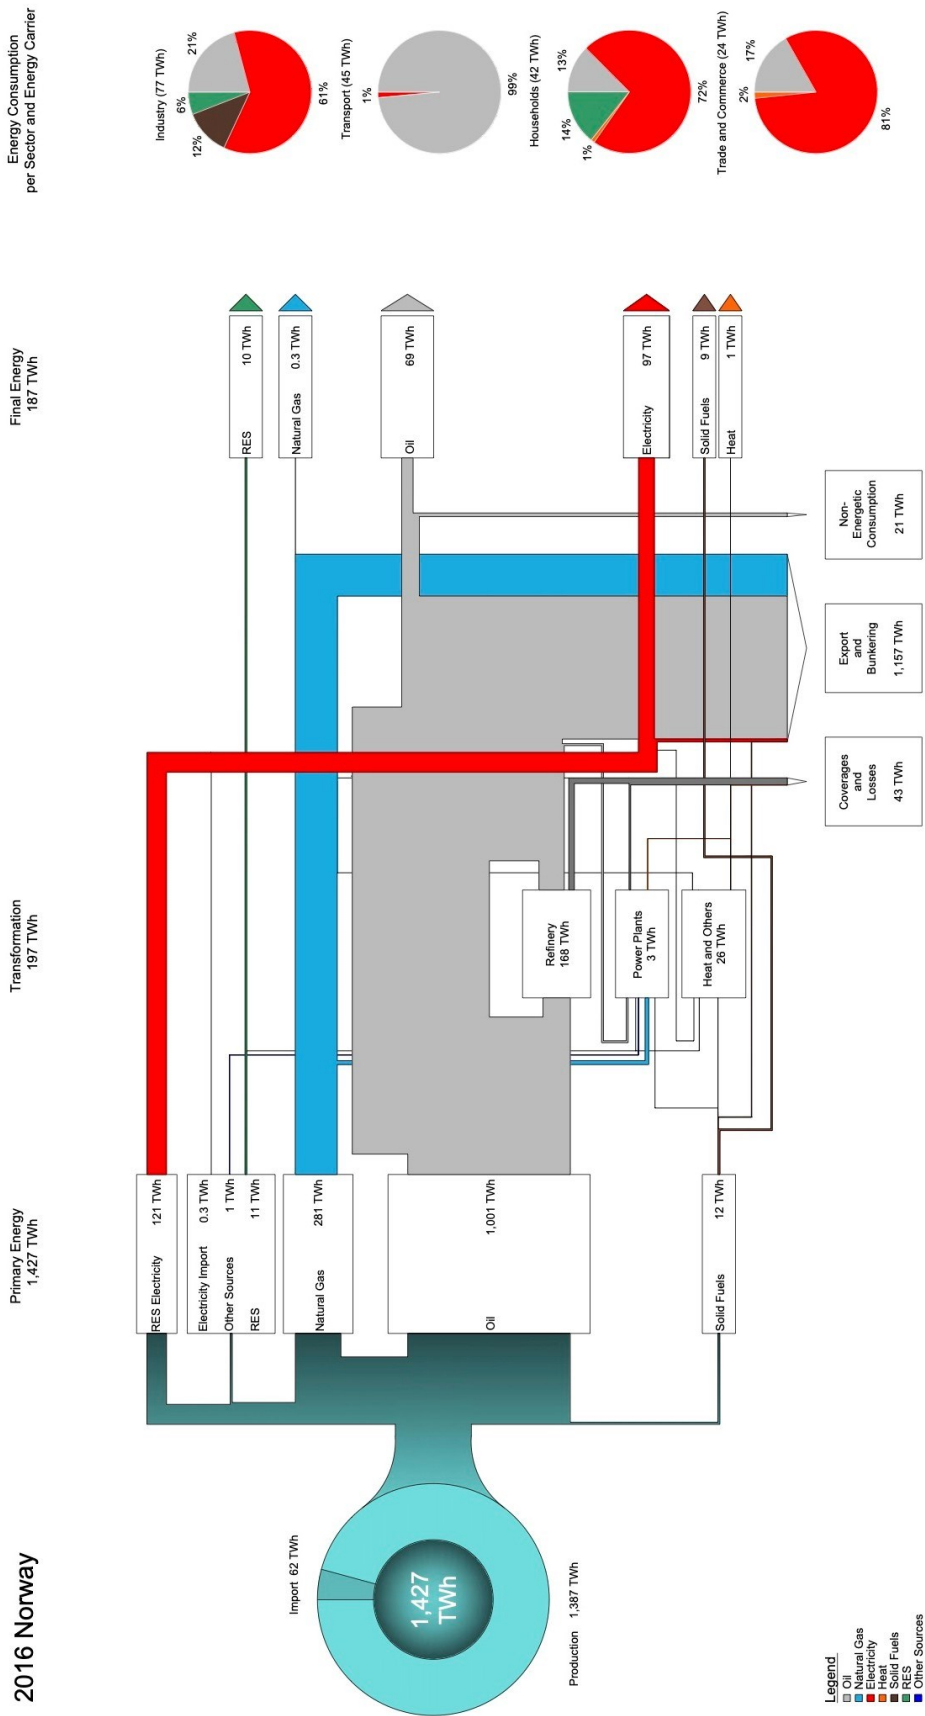 2016 Norway
Primary Energy
1,427 TWh
Transformation
197 TWh
Final Energy
187 TWh
Energy Consumption
per Sector and Energy Carrier
Import 62 TWh
1,427
TWh
Production 1,387 TWh
RES Electricity 121 TWh
Electricity Import 0.3 TWh
Other Sources 1 TWh
RES 11 TWh
Natural Gas 281 TWh
Oil 1,001 TWh
Solid Fuels 12 TWh
Refinery
168 TWh
Power Plants
3 TWh
Heat and Others
26 TWh
RES 10 TWh
Natural Gas 0.3 TWh
Oil 69 TWh
Electricity 97 TWh
Solid Fuels 9 TWh
Heat 1 TWh
Coverages
and
Losses
43 TWh
Export
and
Bunkering
1,157 TWh
Non-
Energetic
Consumption
21 TWh
Industry (77 TWh)
21%
6%
12%
61%
Transport (45 TWh)
1%
99%
Households (42 TWh)
13%
14%
1%
72%
Trade and Commerce (24 TWh)
17%
2%
81%
Legend
Oil
Natural Gas
Electricity
Heat
Solid Fuels
RES
Other Sources